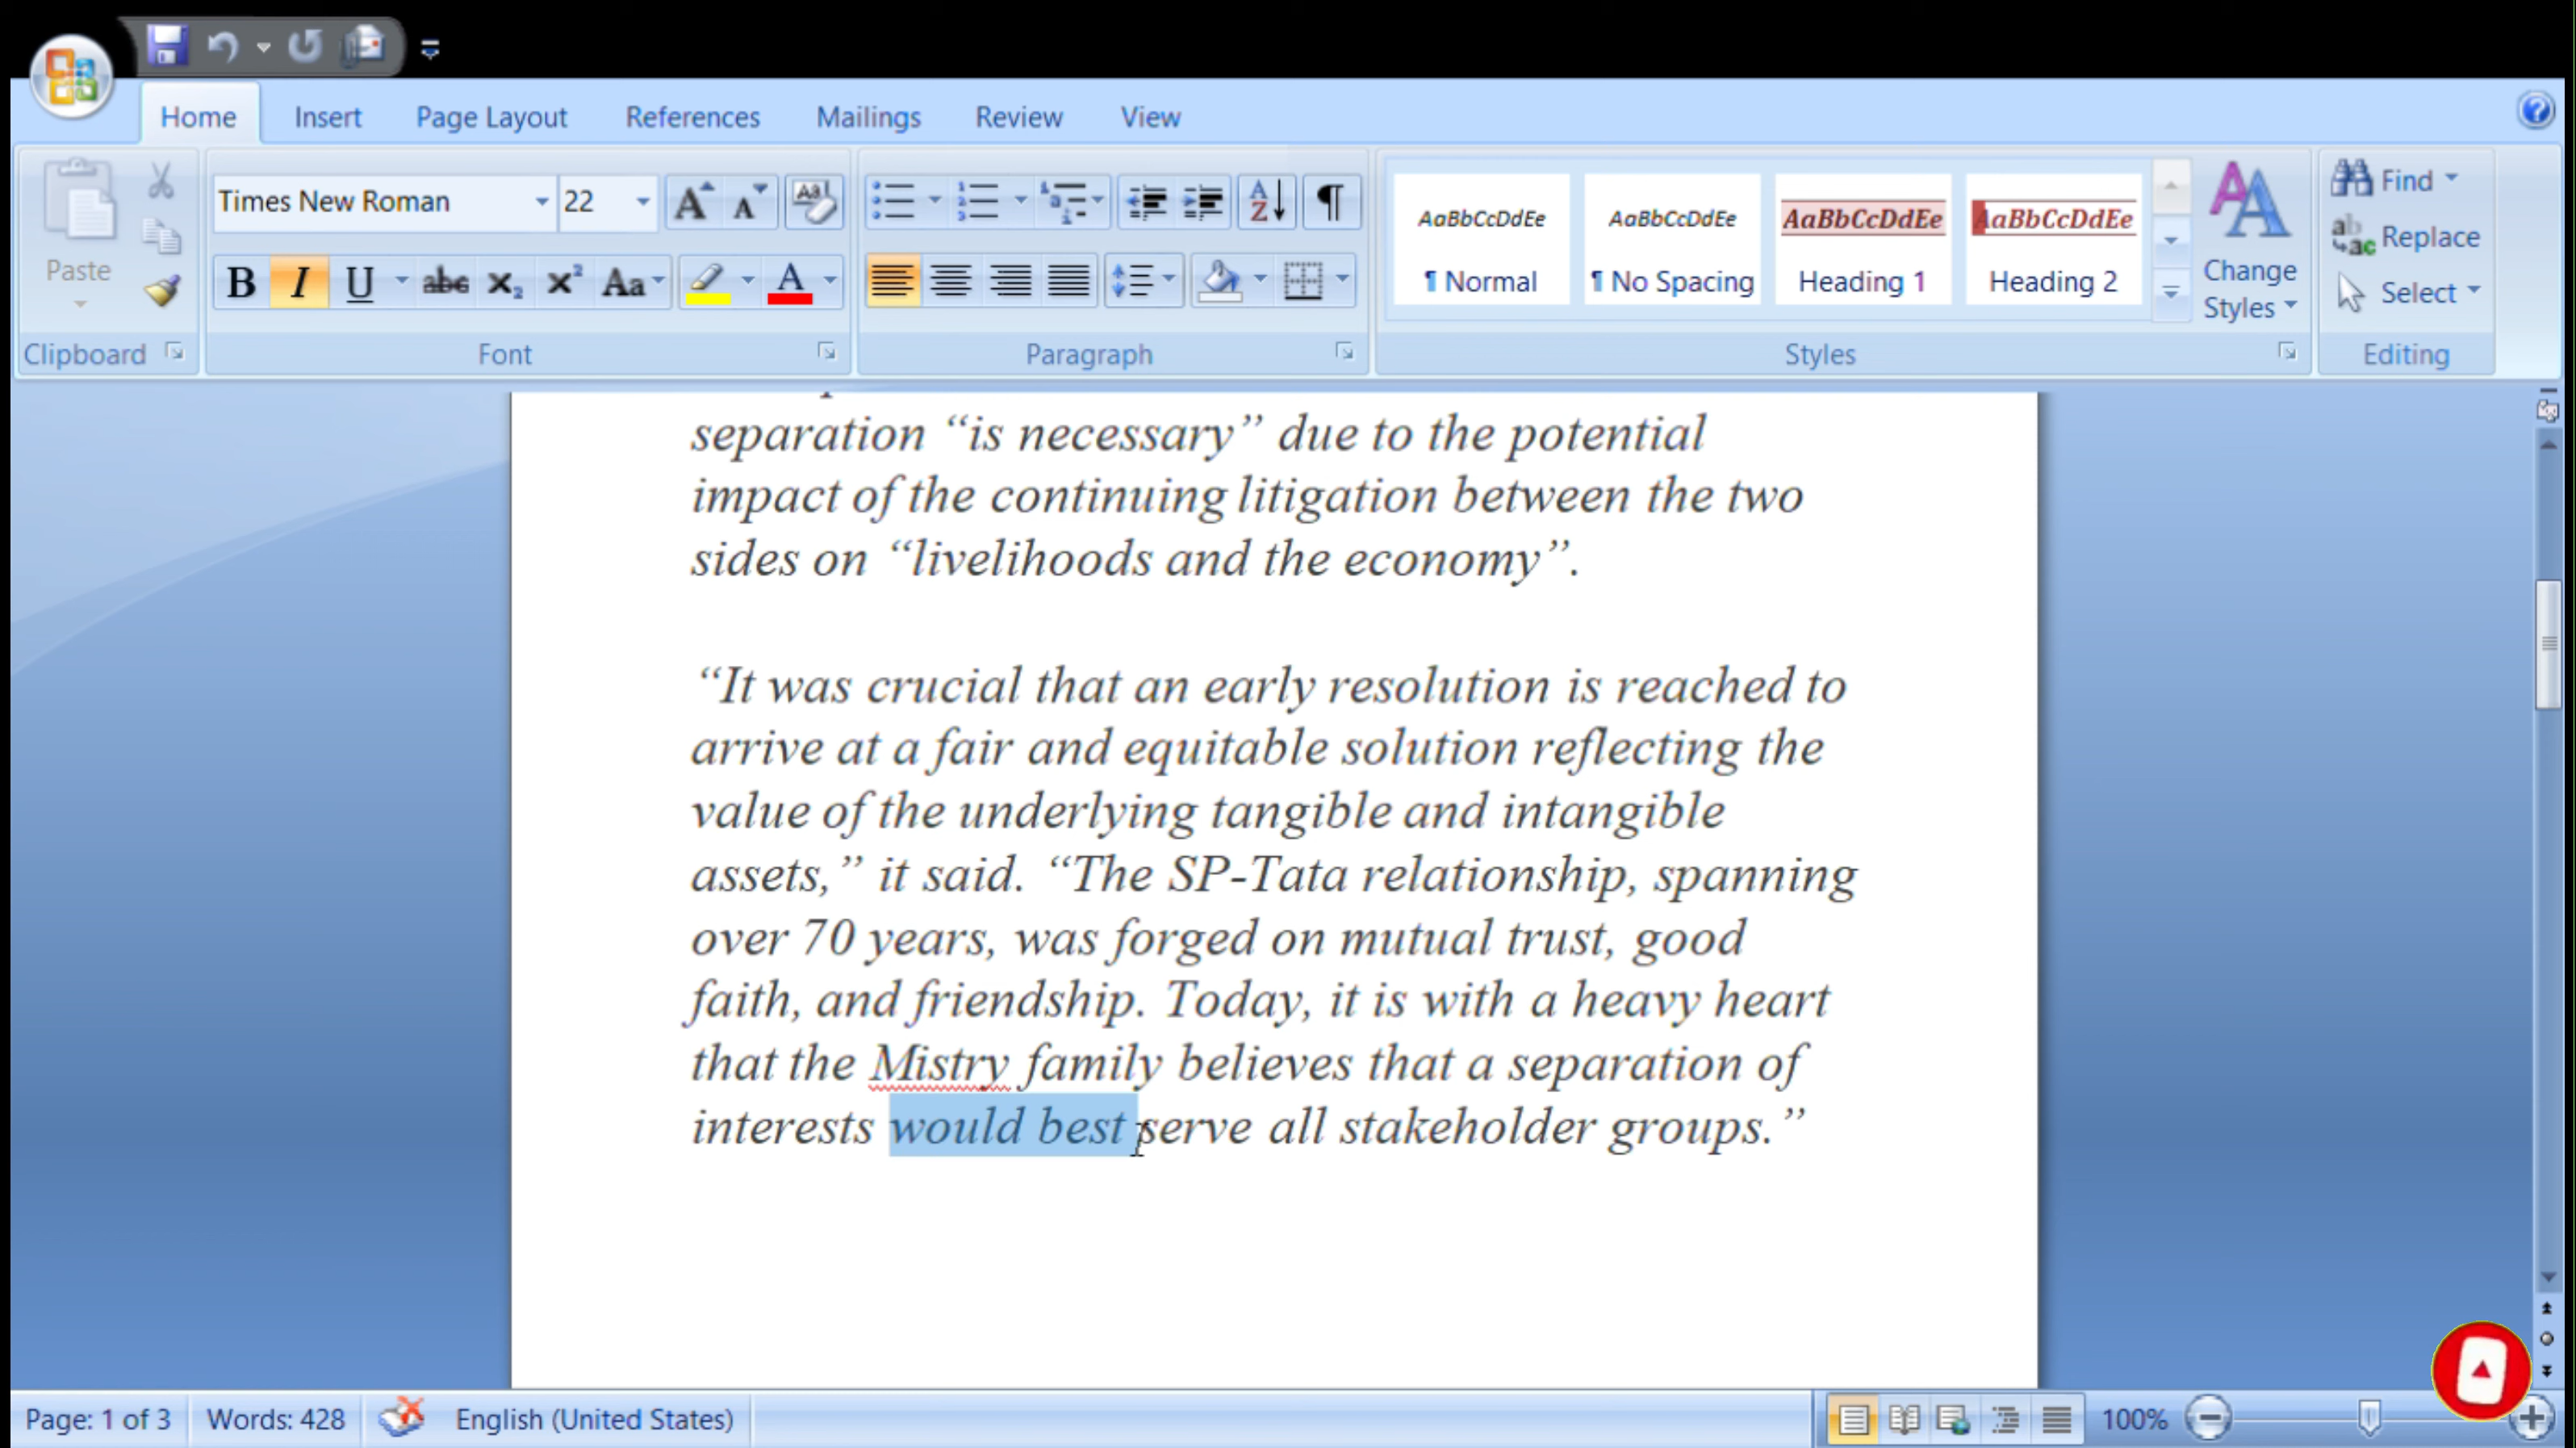 Home Insert Page Layout References Mailings Review View
Times New Roman 22
AaBbCcDdEe AaBbCcDdEe AaBbCcDdEe AaBbCcDdEe
¶ Normal ¶ No Spacing Heading 1 Heading 2
Paste
Change
Styles
Find
Replace
Select
Clipboard Font Paragraph Styles Editing
separation “is necessary” due to the potential
impact of the continuing litigation between the two
sides on “livelihoods and the economy”.
“It was crucial that an early resolution is reached to
arrive at a fair and equitable solution reflecting the
value of the underlying tangible and intangible
assets,” it said. “The SP-Tata relationship, spanning
over 70 years, was forged on mutual trust, good
faith, and friendship. Today, it is with a heavy heart
that the Mistry family believes that a separation of
interests would best serve all stakeholder groups.”
Page: 1 of 3 Words: 428 English (United States) 100%